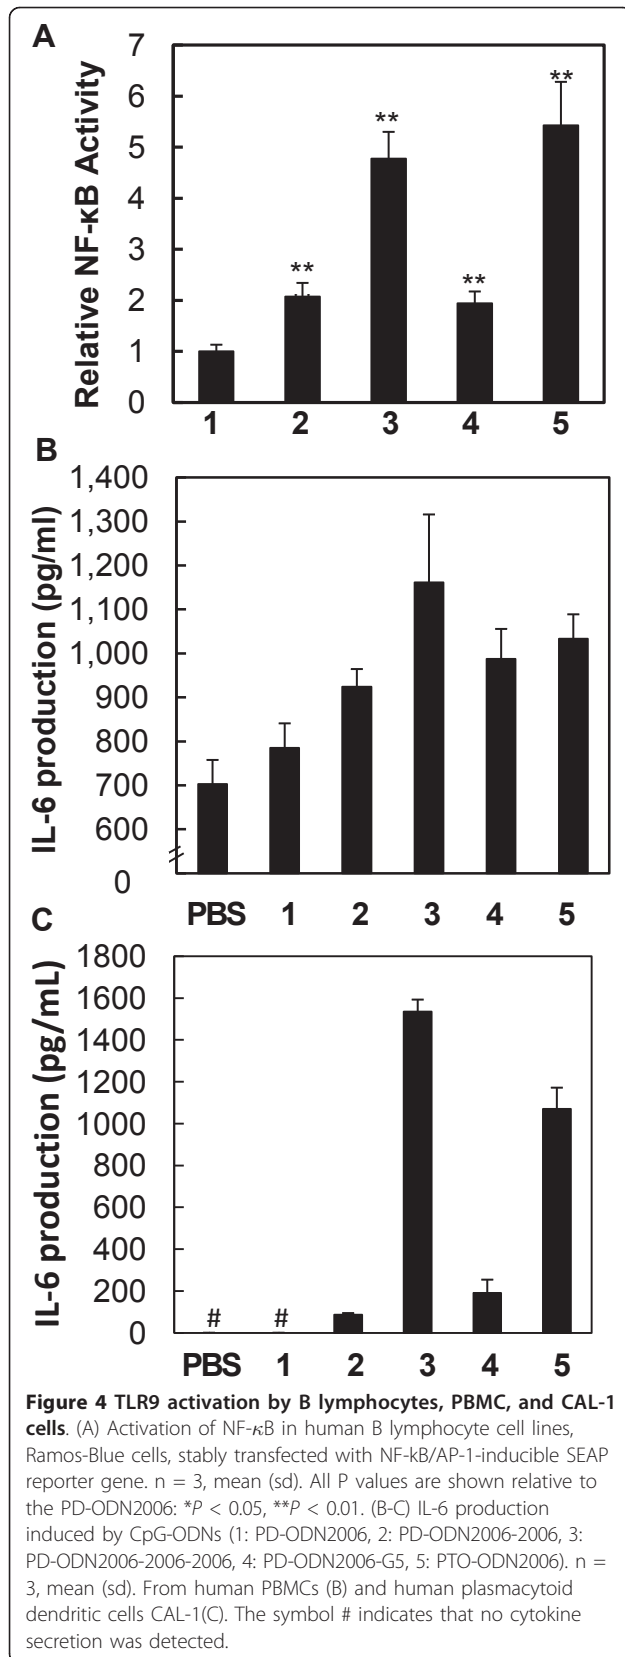 A
Relative NF-κB Activity
7
6
5
4
3
2
1
0
**
**
**
**
1 2 3 4 5
B
IL-6 production (pg/ml)
1,400
1,300
1,200
1,100
1,000
900
800
700
600
0
PBS 1 2 3 4 5
C
IL-6 production (pg/mL)
1800
1600
1400
1200
1000
800
600
400
200
0
# #
PBS 1 2 3 4 5
Figure 4 TLR9 activation by B lymphocytes, PBMC, and CAL-1
cells. (A) Activation of NF-κB in human B lymphocyte cell lines,
Ramos-Blue cells, stably transfected with NF-kB/AP-1-inducible SEAP
reporter gene. n = 3, mean (sd). All P values are shown relative to
the PD-ODN2006: *P < 0.05, **P < 0.01. (B-C) IL-6 production
induced by CpG-ODNs (1: PD-ODN2006, 2: PD-ODN2006-2006, 3:
PD-ODN2006-2006-2006, 4: PD-ODN2006-G5, 5: PTO-ODN2006). n =
3, mean (sd). From human PBMCs (B) and human plasmacytoid
dendritic cells CAL-1(C). The symbol # indicates that no cytokine
secretion was detected.